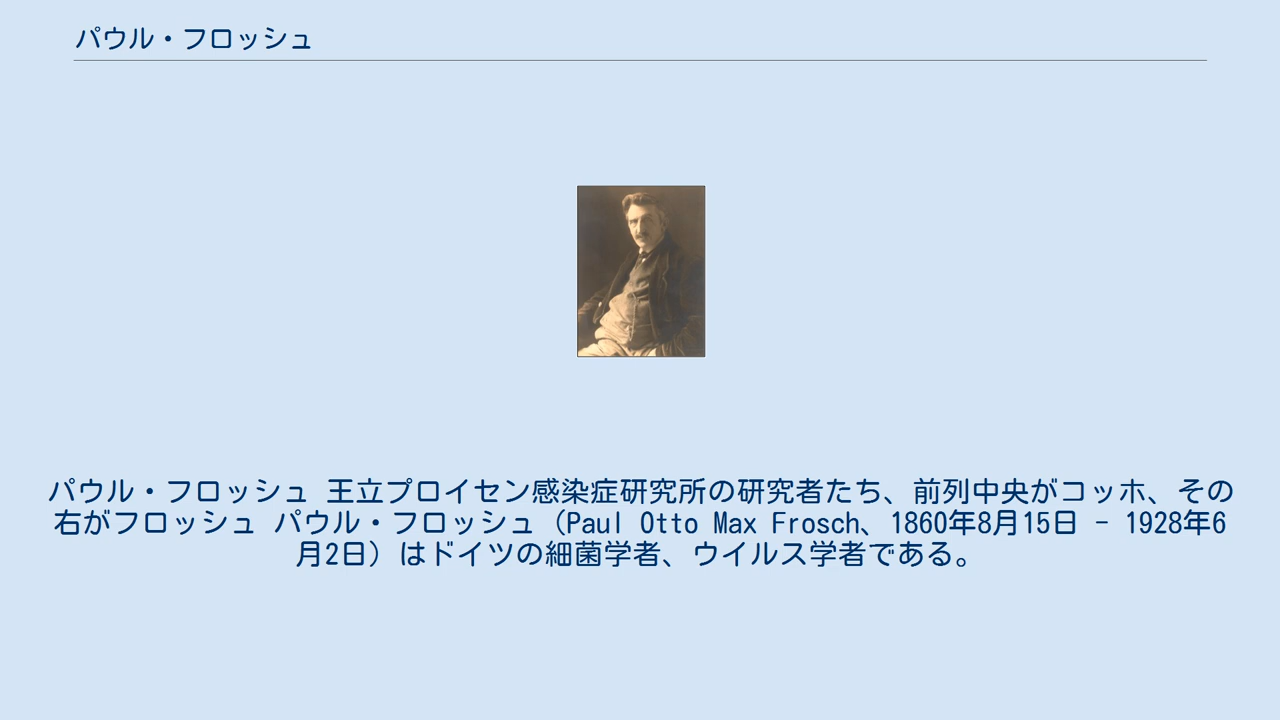 パウル・フロッシュ
パウル・フロッシュ 王立プロイセン感染症研究所の研究者たち、前列中央がコッホ、その
右がフロッシュ パウル・フロッシュ（Paul Otto Max Frosch、1860年8月15日 - 1928年6
月2日）はドイツの細菌学者、ウイルス学者である。